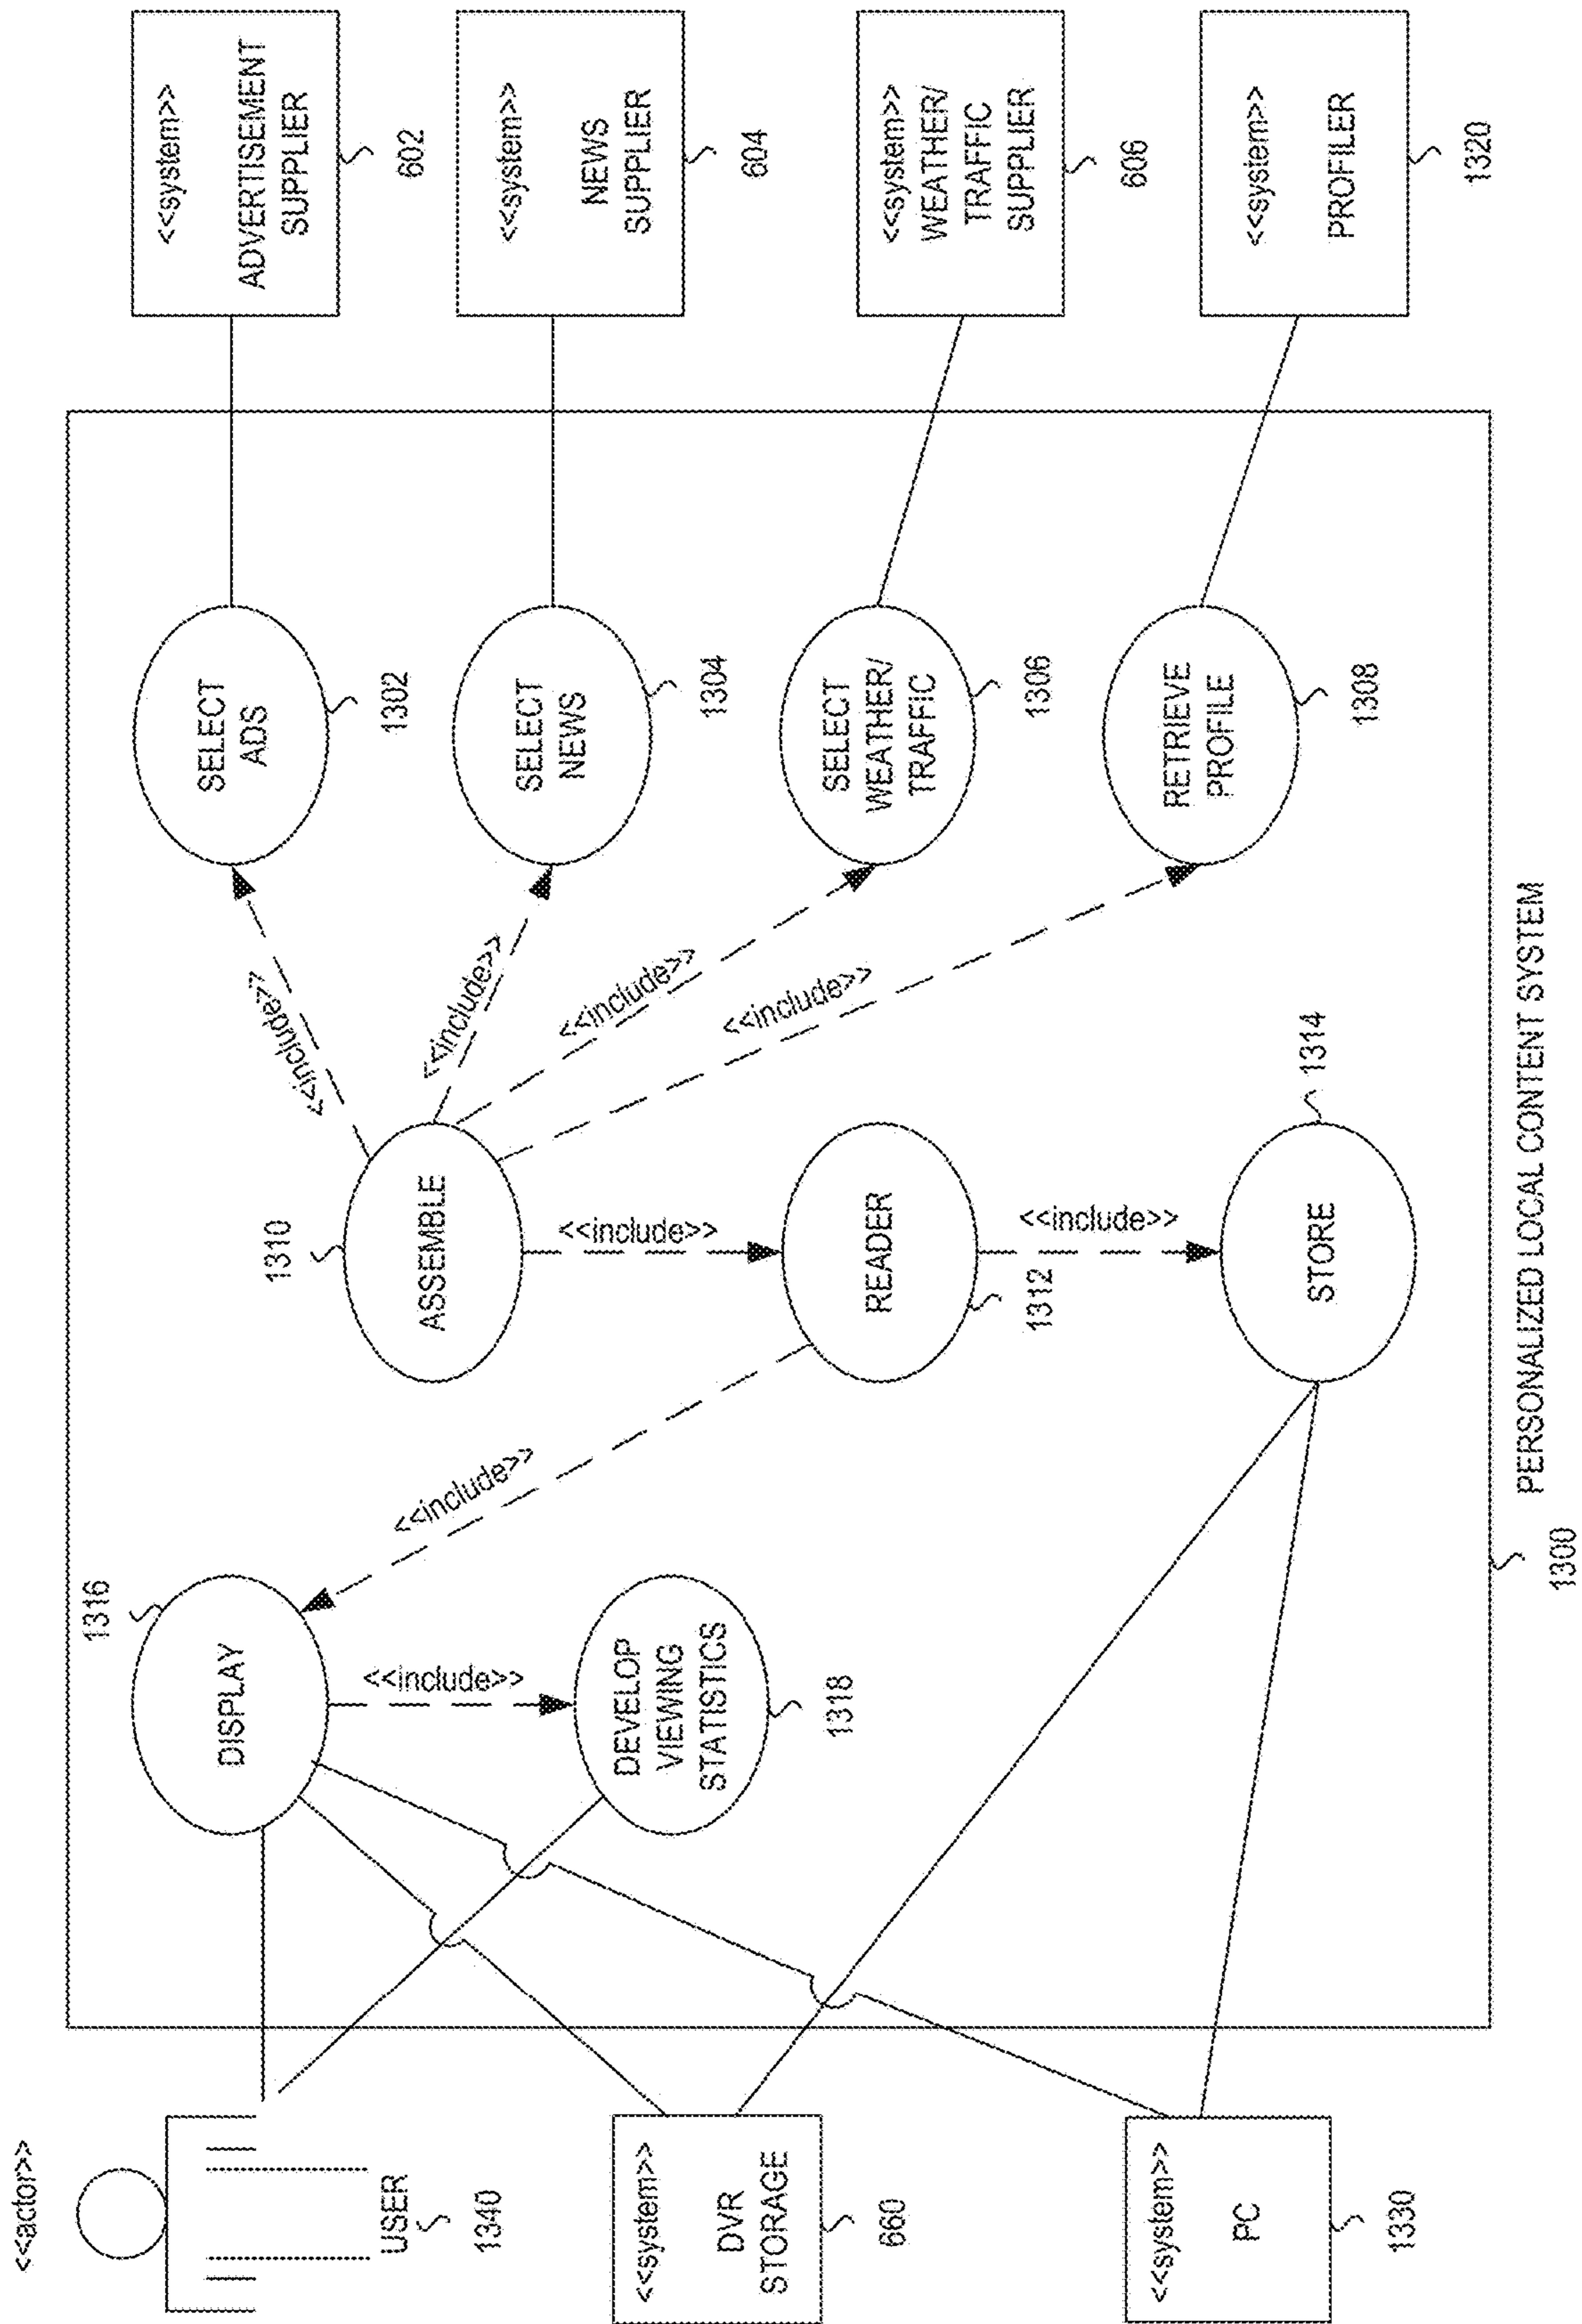 <<actor>>
USER
1340
<<system>>
DVR
STORAGE
660
<<system>>
PC
1330
1316
DISPLAY
<<include>>
DEVELOP
VIEWING
STATISTICS
1318
<<include>>
1310
ASSEMBLE
<<include>>
READER
1312
<<include>>
STORE
1314
<<include>>
<<include>>
<<include>>
<<include>>
SELECT
ADS
1302
SELECT
NEWS
1304
SELECT
WEATHER/
TRAFFIC
1306
RETRIEVE
PROFILE
1308
<<system>>
ADVERTISEMENT
SUPPLIER
602
<<system>>
NEWS
SUPPLIER
604
<<system>>
WEATHER/
TRAFFIC
SUPPLIER
606
<<system>>
PROFILER
1320
1300
PERSONALIZED LOCAL CONTENT SYSTEM